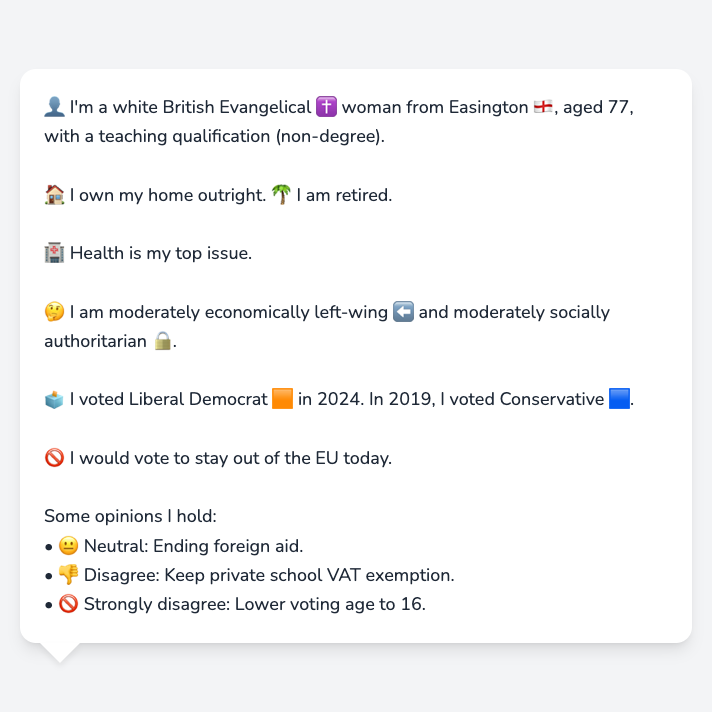 👤 I'm a white British Evangelical ✝️ woman from Easington 🏴󠁧󠁢󠁥󠁮󠁧󠁿, aged 77,
with a teaching qualification (non-degree).
🏠 I own my home outright. 🌴 I am retired.
🏥 Health is my top issue.
🤔 I am moderately economically left-wing ⬅️ and moderately socially
authoritarian 🔒.
🗳️ I voted Liberal Democrat 🟧 in 2024. In 2019, I voted Conservative 🟦.
🚫 I would vote to stay out of the EU today.
Some opinions I hold:
• 😐 Neutral: Ending foreign aid.
• 👎 Disagree: Keep private school VAT exemption.
• 🚫 Strongly disagree: Lower voting age to 16.